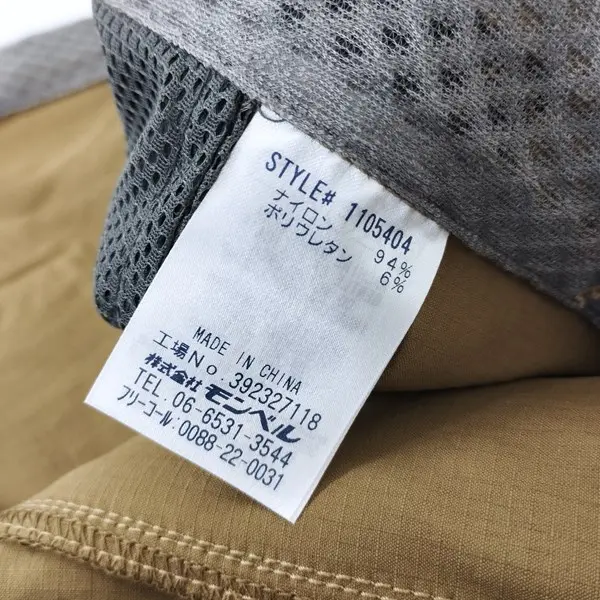 STYLE# 1105404
ナイロン 94%
ポリウレタン 6%
MADE IN CHINA
工場No 392327118
株式会社 モンベル
TEL. 06-6531-3544
フリーコール 0088-22-0031